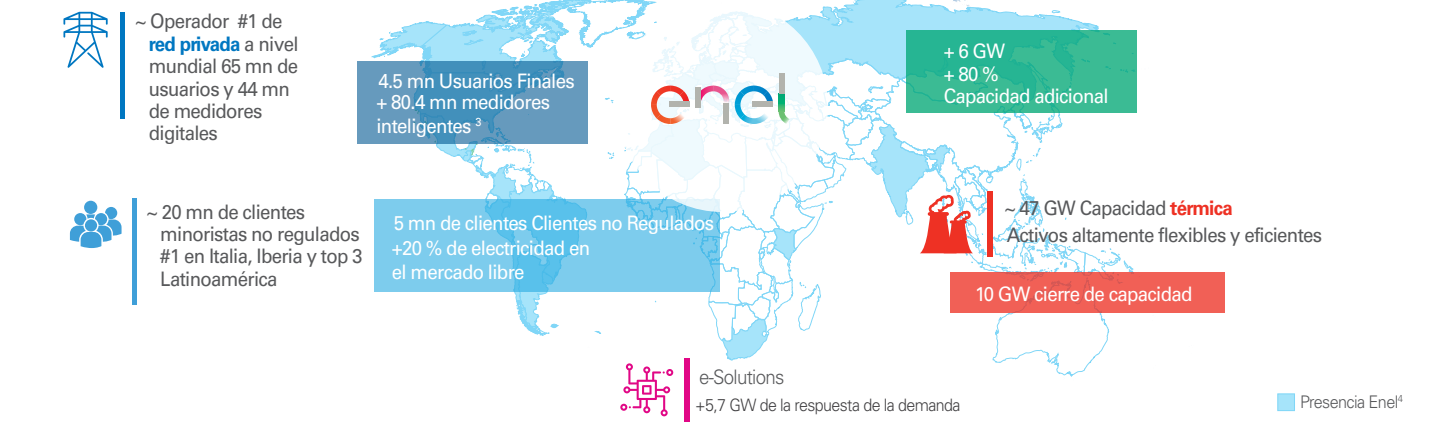 ~ Operador #1 de
red privada a nivel
mundial 65 mn de
usuarios y 44 mn
de medidores
digitales
4.5 mn Usuarios Finales
+ 80.4 mn medidores
inteligentes ³
enel
+ 6 GW
+ 80 %
Capacidad adicional
~ 20 mn de clientes
minoristas no regulados
#1 en Italia, Iberia y top 3
Latinoamérica
5 mn de clientes Clientes no Regulados
+20 % de electricidad en
el mercado libre
~ 47 GW Capacidad térmica
Activos altamente flexibles y eficientes
10 GW cierre de capacidad
e-Solutions
+5,7 GW de la respuesta de la demanda
Presencia Enel⁴